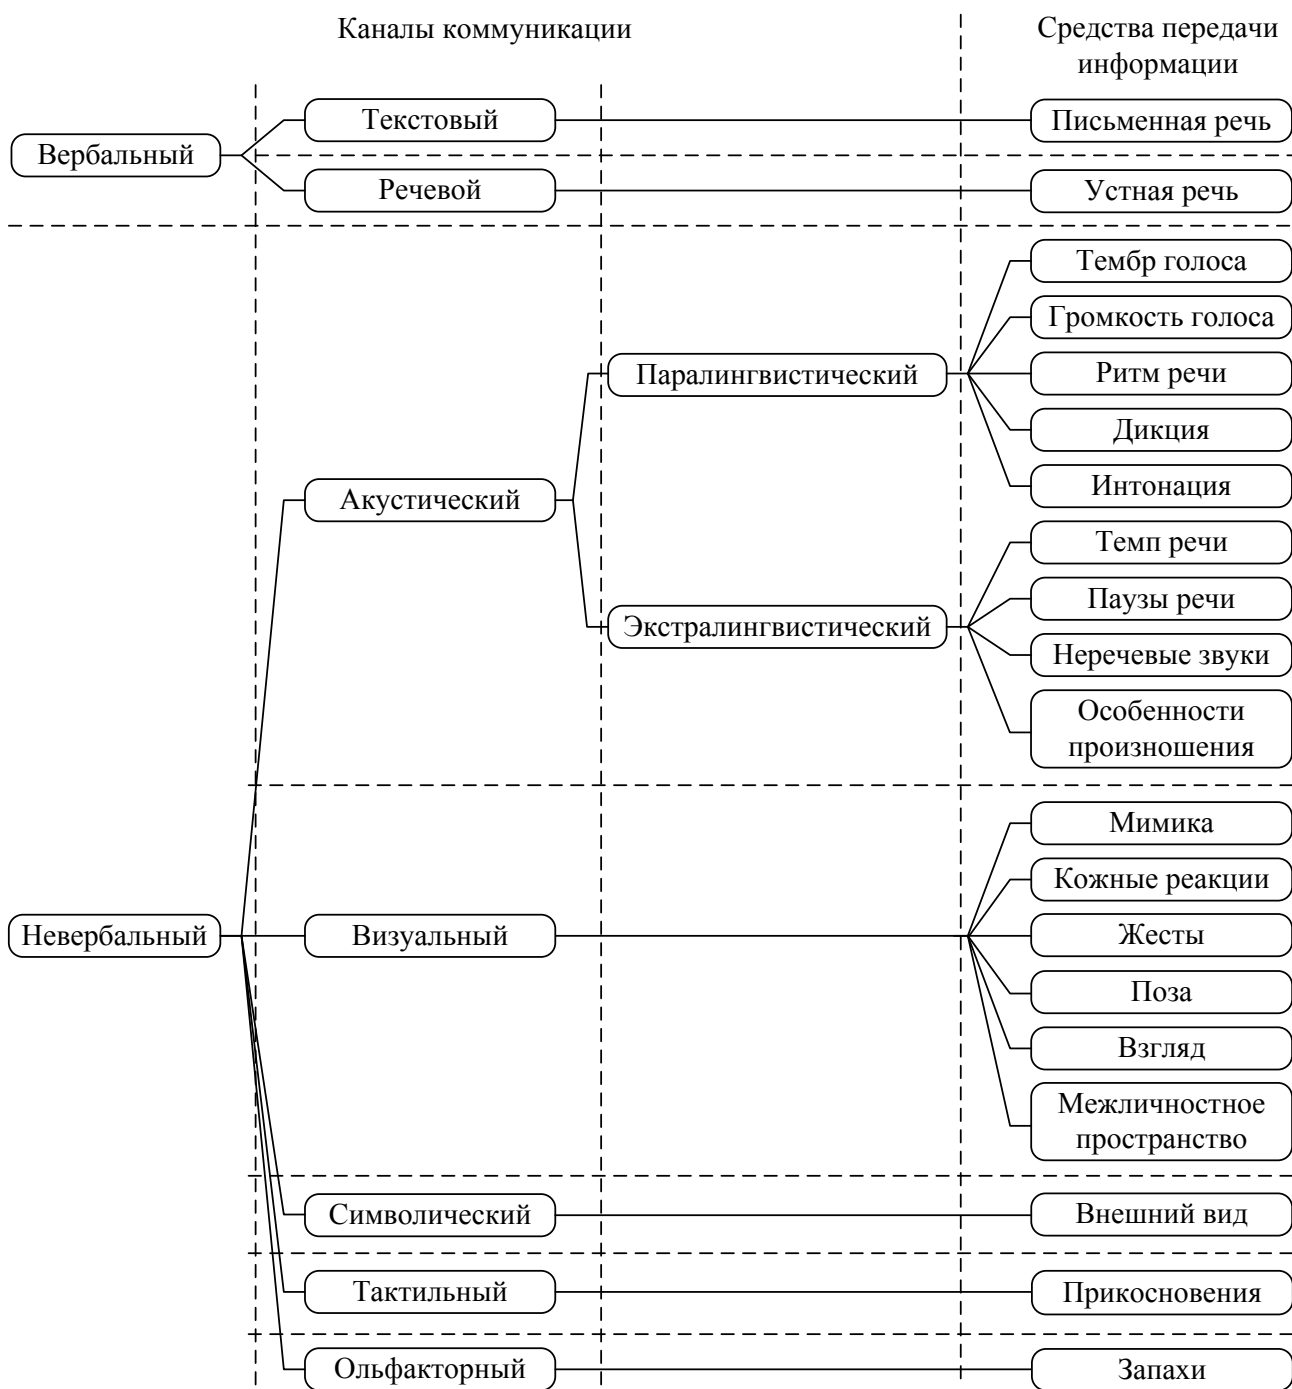 Каналы коммуникации
Средства передачи
информации
Вербальный
Текстовый
Письменная речь
Речевой
Устная речь
Невербальный
Акустический
Паралингвистический
Тембр голоса
Громкость голоса
Ритм речи
Дикция
Интонация
Экстралингвистический
Темп речи
Паузы речи
Неречевые звуки
Особенности
произношения
Визуальный
Мимика
Кожные реакции
Жесты
Поза
Взгляд
Межличностное
пространство
Символический
Внешний вид
Тактильный
Прикосновения
Ольфакторный
Запахи